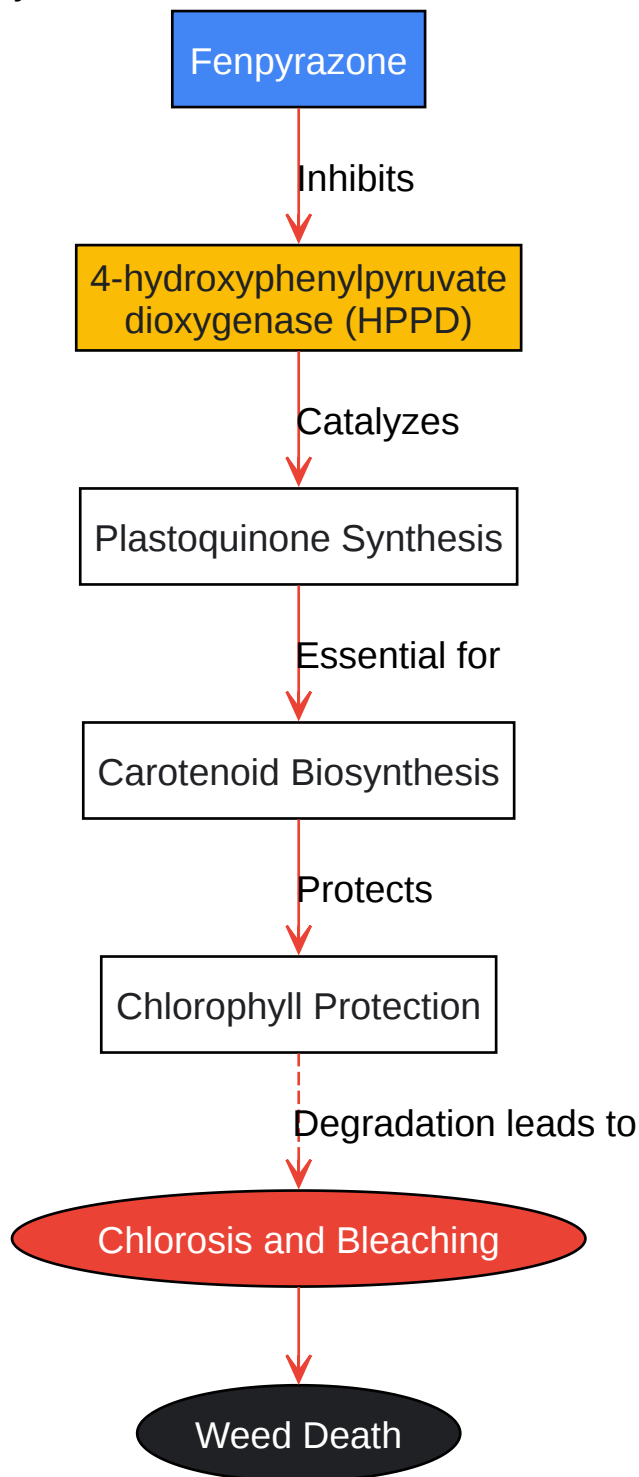 Fenpyrazone
Inhibits
4-hydroxyphenylpyruvate
dioxygenase (HPPD)
Catalyzes
Plastoquinone Synthesis
Essential for
Carotenoid Biosynthesis
Protects
Chlorophyll Protection
Degradation leads to
Chlorosis and Bleaching
Weed Death